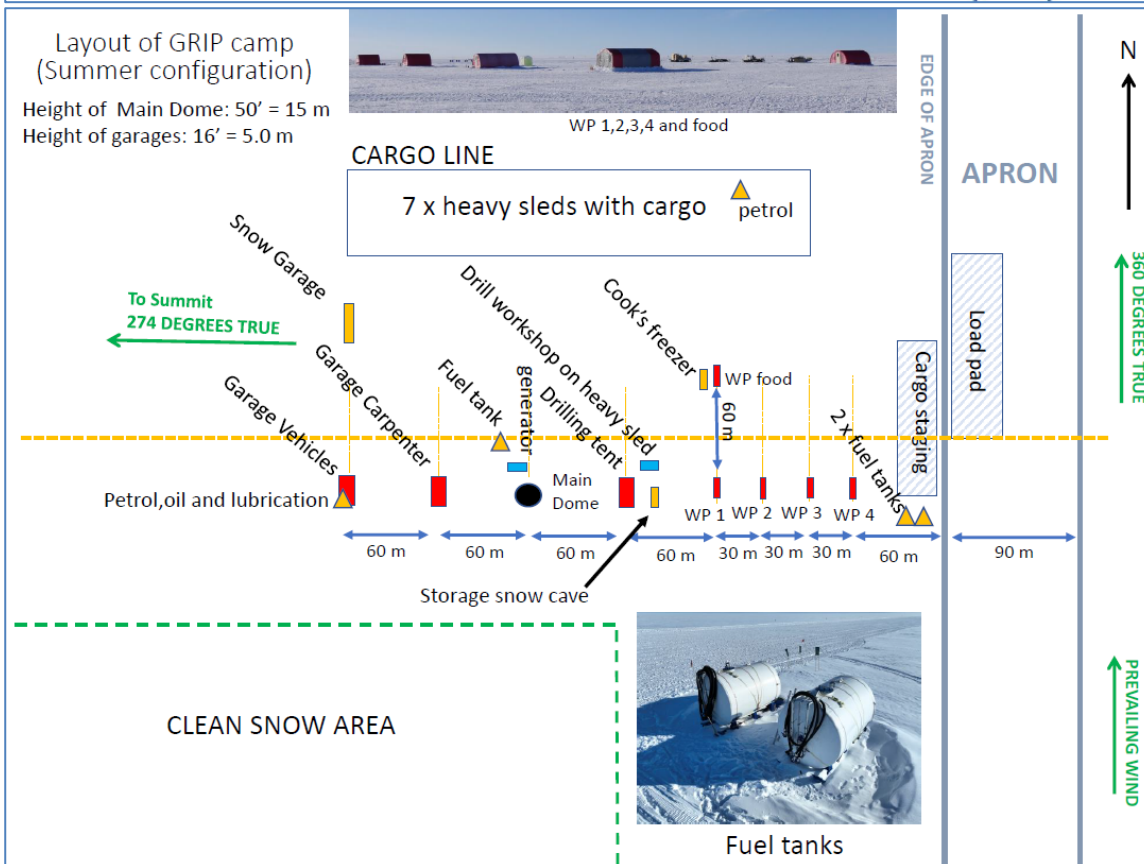 Layout of GRIP camp
(Summer configuration)
Height of Main Dome: 50’ = 15 m
Height of garages: 16’ = 5.0 m
WP 1,2,3,4 and food
EDGE OF APRON
APRON
N
CARGO LINE
7 x heavy sleds with cargo
petrol
Snow Garage
To Summit
274 DEGREES TRUE
360 DEGREES TRUE
Garage Vehicles
Garage Carpenter
Fuel tank
generator
Drilling tent
Drill workshop on heavy sled
Cook’s freezer
WP food
60 m
2 x fuel tanks
Cargo staging
Load pad
Petrol,oil and lubrication
Main
Dome
WP 1
WP 2
WP 3
WP 4
60 m
60 m
60 m
60 m
30 m
30 m
30 m
60 m
90 m
Storage snow cave
CLEAN SNOW AREA
Fuel tanks
PREVAILING WIND